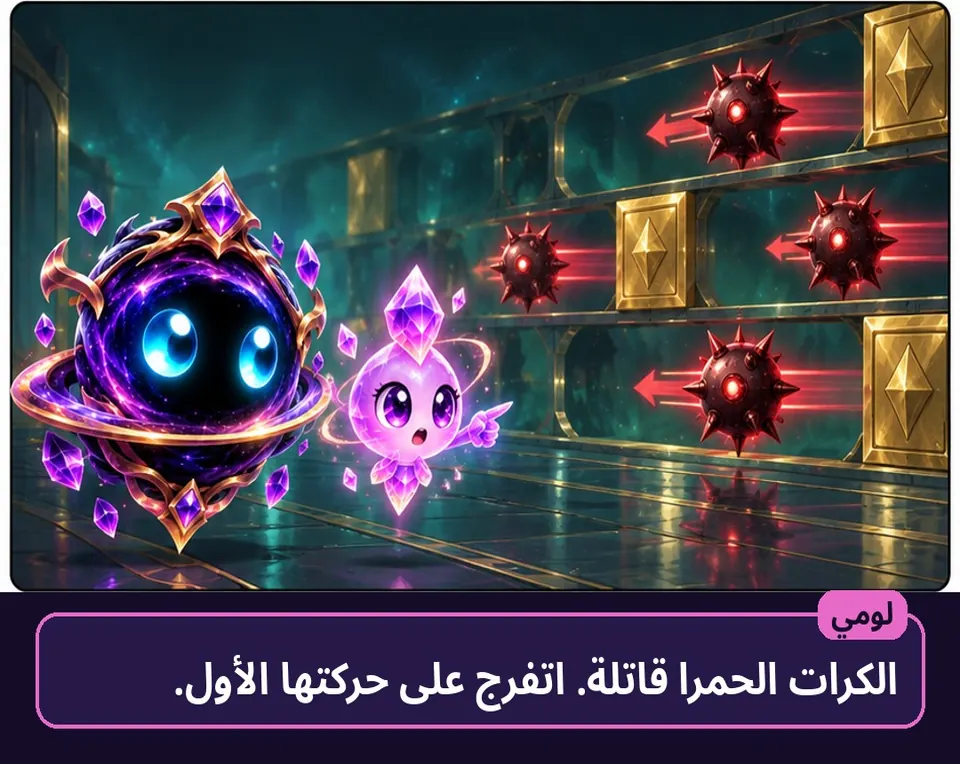 لومي
الكرات الحمرا قاتلة. اتفرج على حركتها الأول.